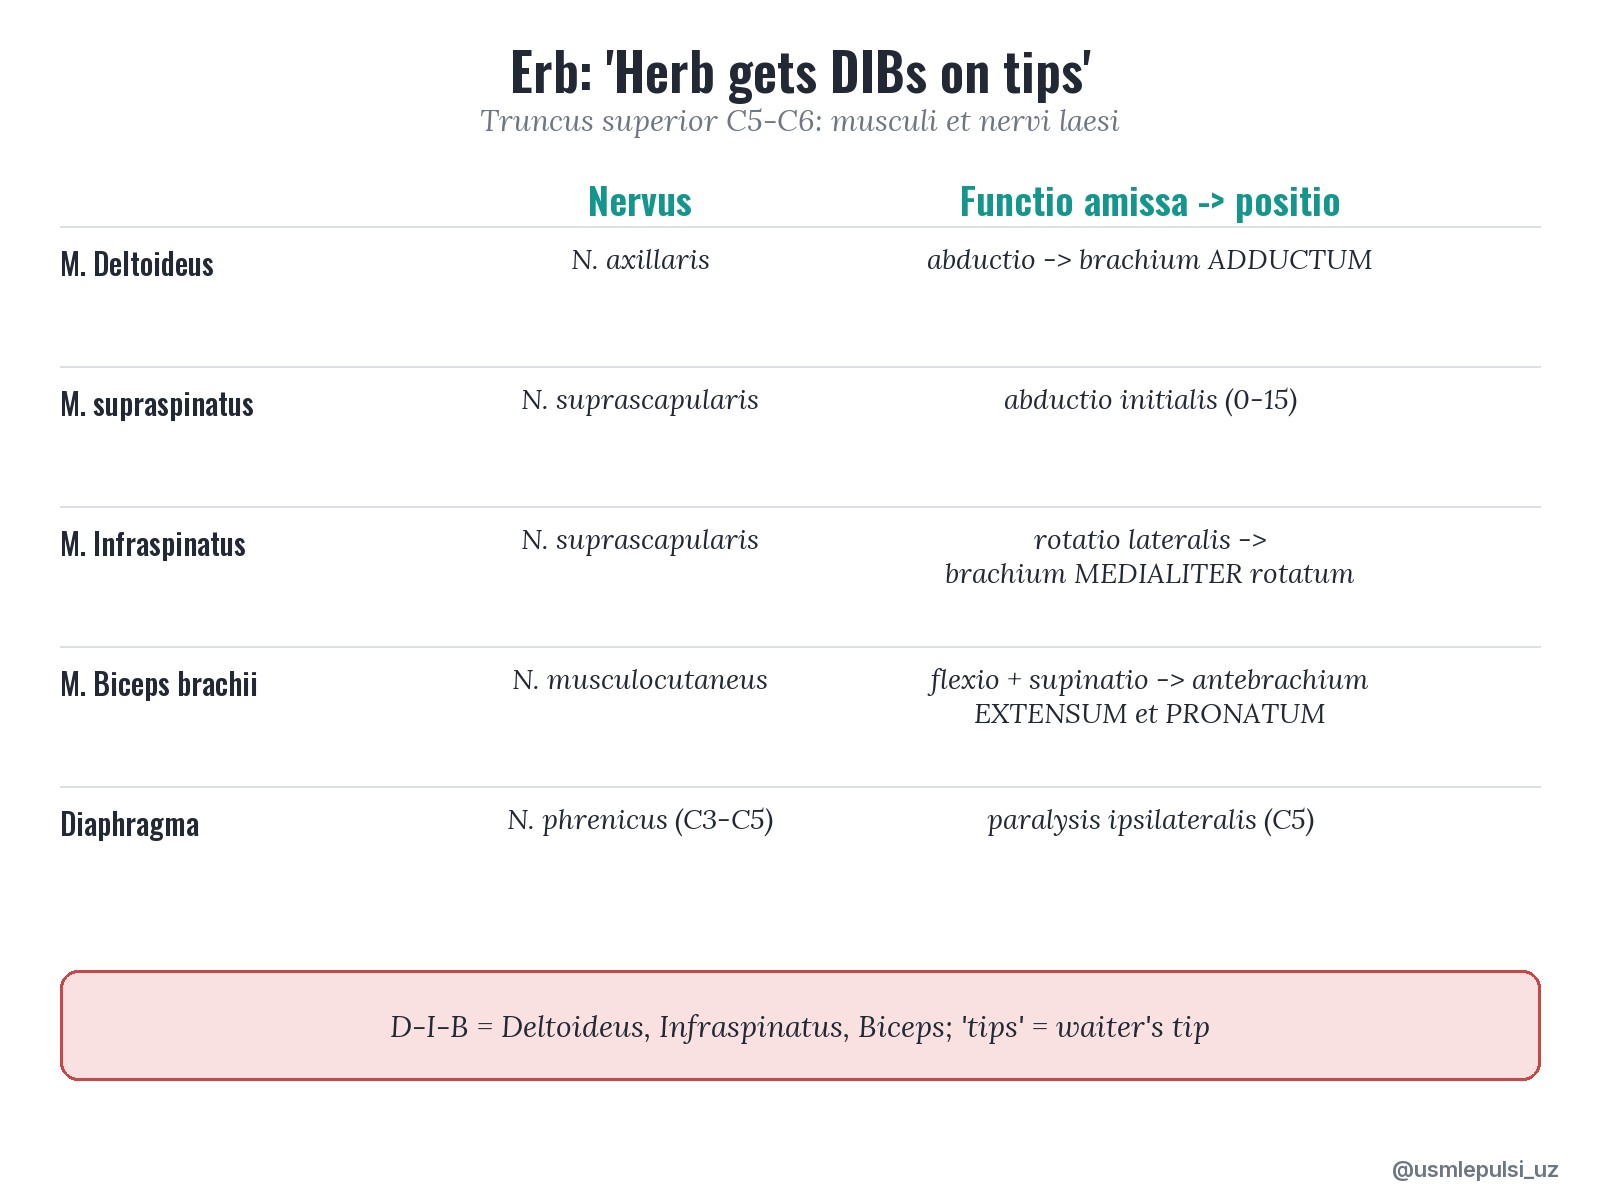 Erb: 'Herb gets DIBs on tips'
Truncus superior C5-C6: musculi et nervi laesi
Nervus
Functio amissa -> positio
M. Deltoideus
N. axillaris
abductio -> brachium ADDUCTUM
M. supraspinatus
N. suprascapularis
abductio initialis (0-15)
M. Infraspinatus
N. suprascapularis
rotatio lateralis ->
brachium MEDIALITER rotatum
M. Biceps brachii
N. musculocutaneus
flexio + supinatio -> antebrachium
EXTENSUM et PRONATUM
Diaphragma
N. phrenicus (C3-C5)
paralysis ipsilateralis (C5)
D-I-B = Deltoideus, Infraspinatus, Biceps; 'tips' = waiter's tip
@usmlepulsi_uz